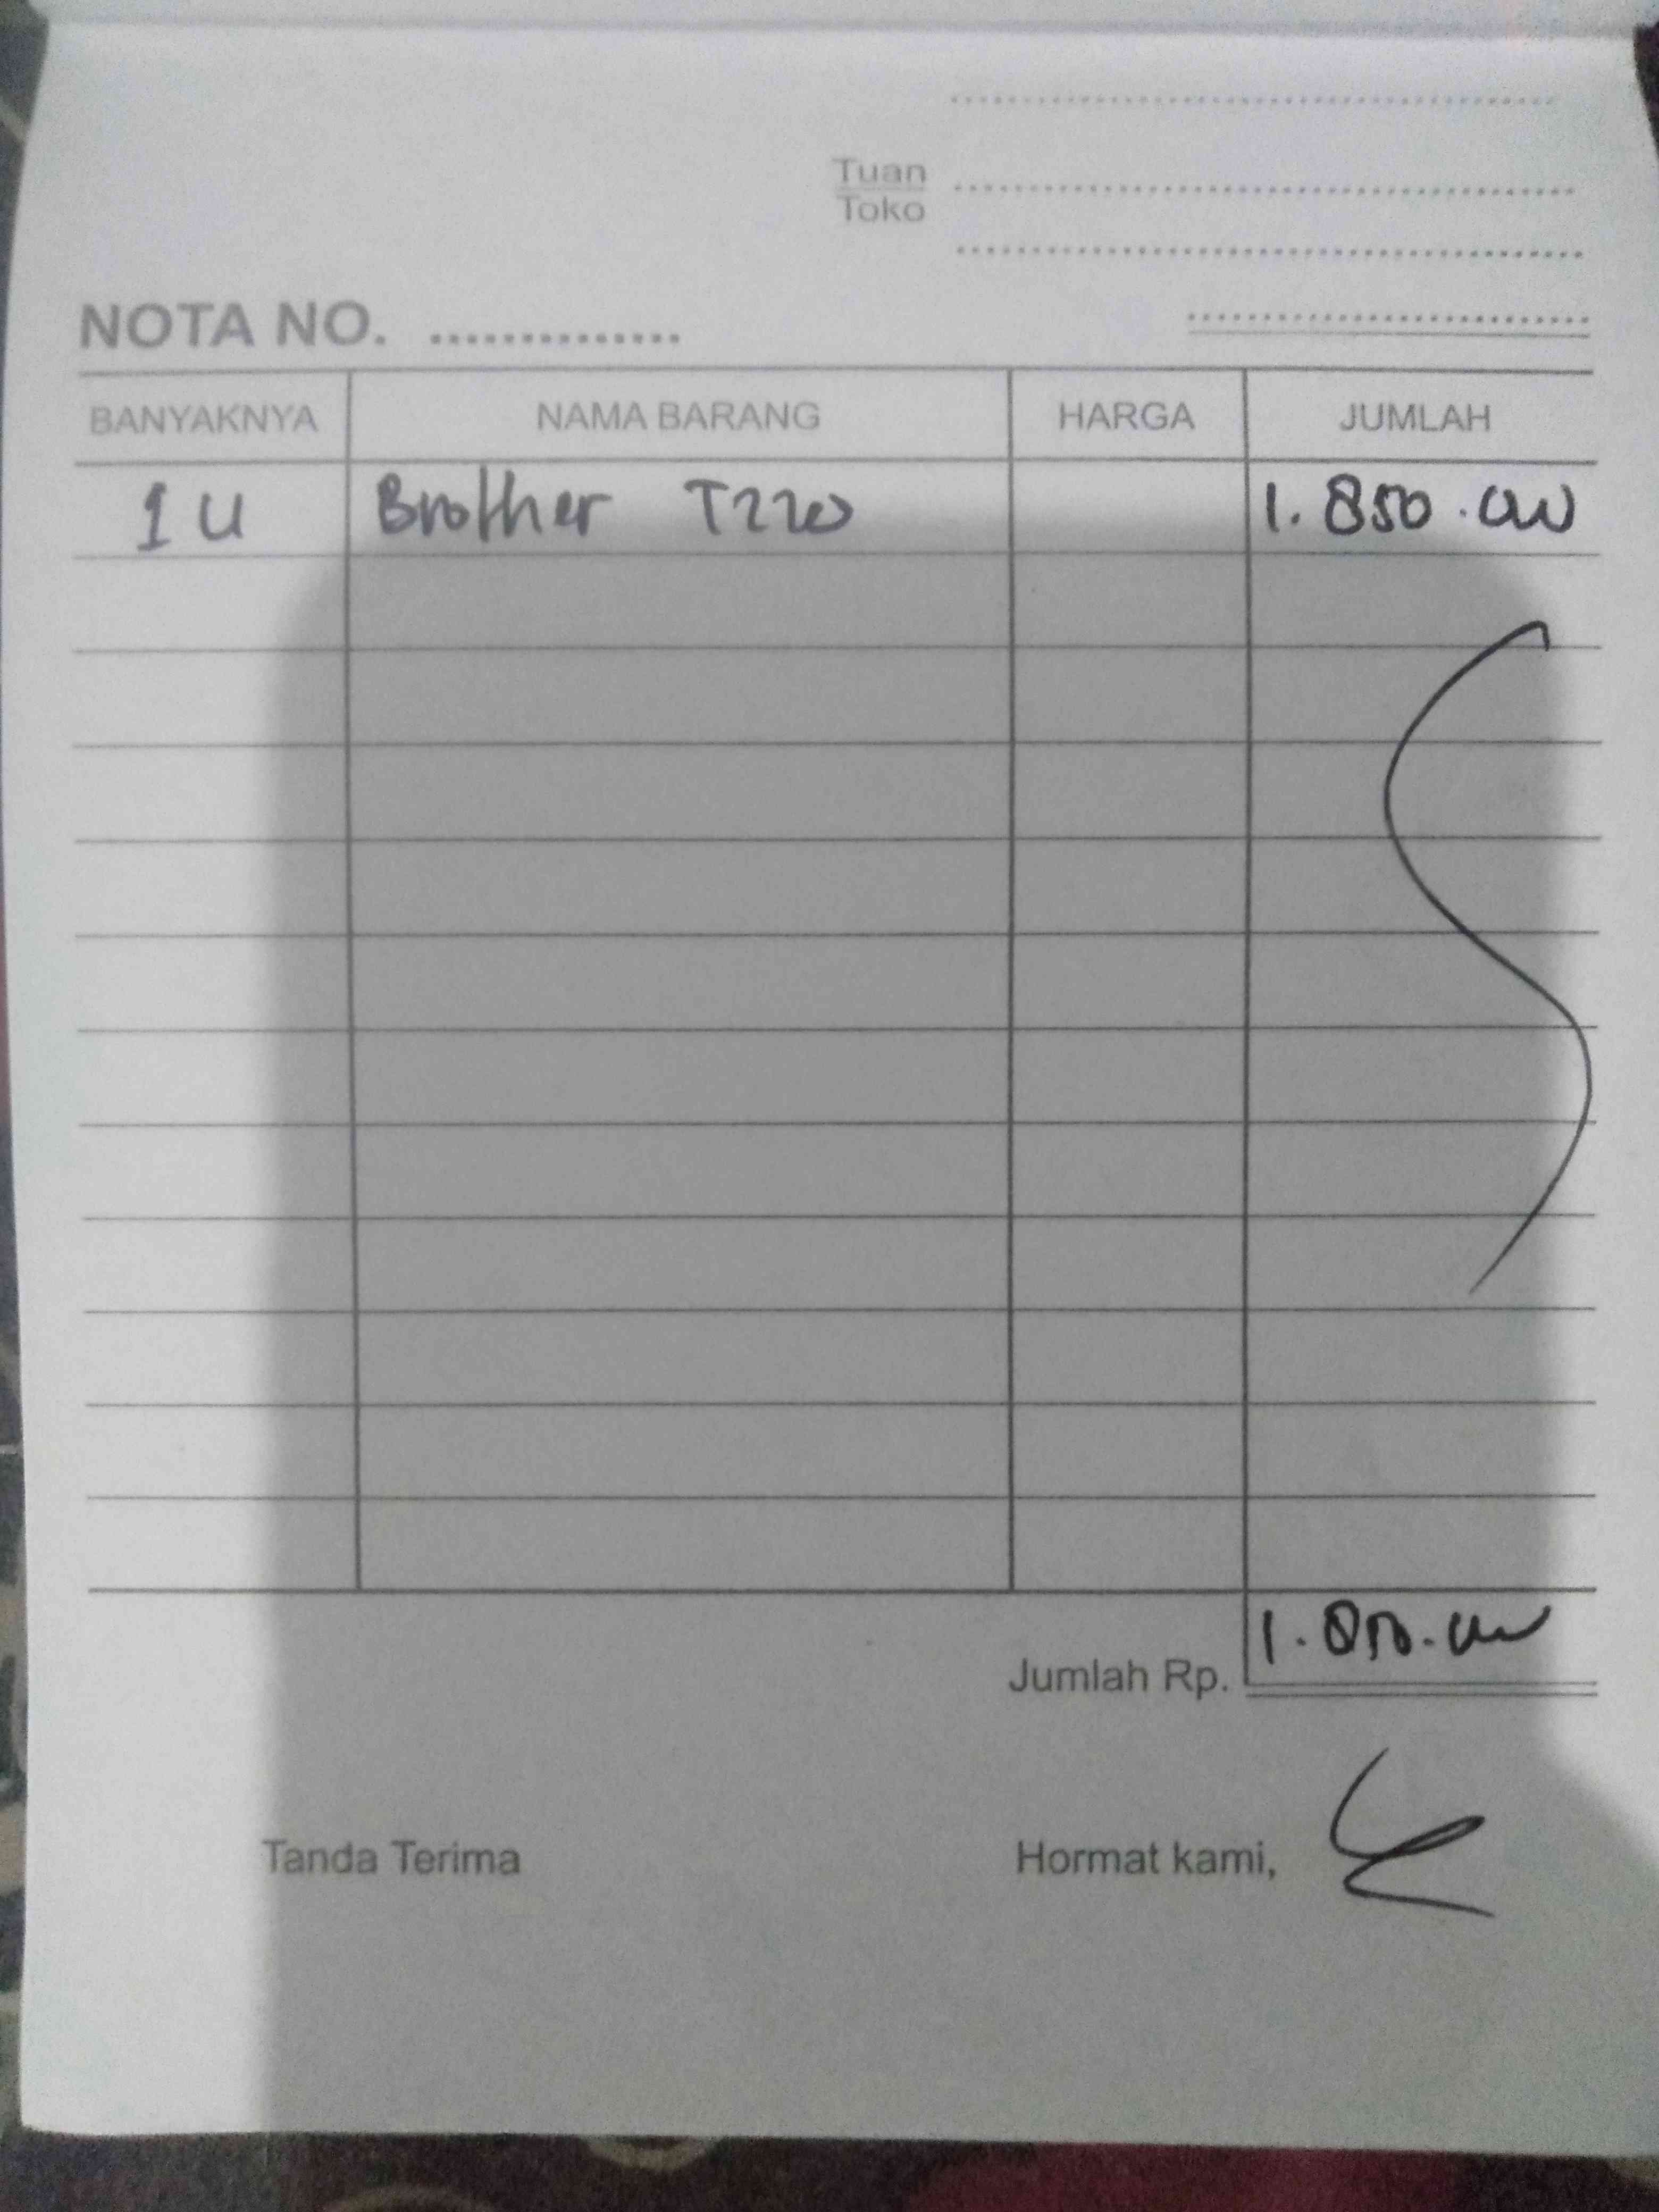 Tuan
Toko
NOTA NO. ..............
BANYAKNYA NAMA BARANG HARGA JUMLAH
1 U Brother T220 1.850.000
Jumlah Rp. 1.850.000
Tanda Terima Hormat kami,